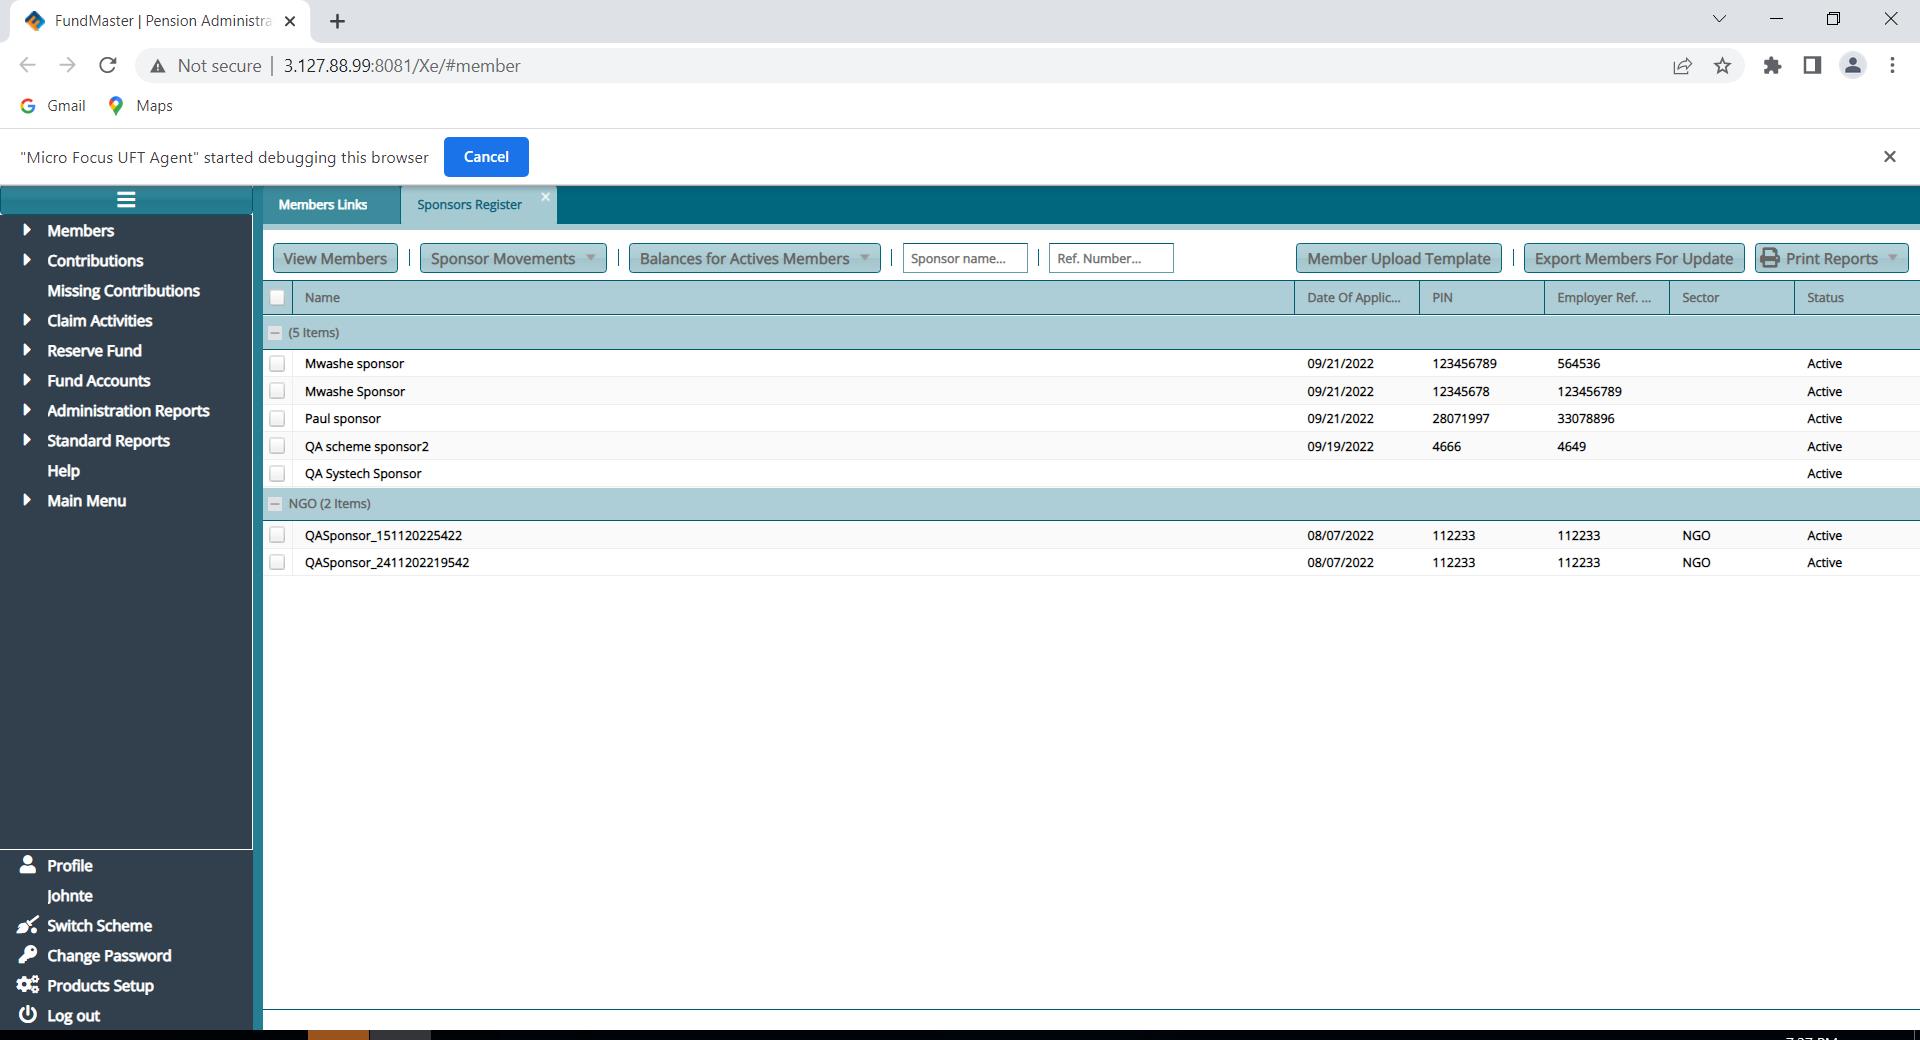 FundMaster | Pension Administra
Not secure | 3.127.88.99:8081/Xe/#member
Gmail Maps
"Micro Focus UFT Agent" started debugging this browser Cancel
Members
Contributions
Missing Contributions
Claim Activities
Reserve Fund
Fund Accounts
Administration Reports
Standard Reports
Help
Main Menu
Profile
Johnte
Switch Scheme
Change Password
Products Setup
Log out
Members Links Sponsors Register
View Members Sponsor Movements Balances for Actives Members Sponsor name... Ref. Number... Member Upload Template Export Members For Update Print Reports
Name Date Of Applic... PIN Employer Ref. ... Sector Status
(5 Items)
Mwashe sponsor 09/21/2022 123456789 564536 Active
Mwashe Sponsor 09/21/2022 12345678 123456789 Active
Paul sponsor 09/21/2022 28071997 33078896 Active
QA scheme sponsor2 09/19/2022 4666 4649 Active
QA Systech Sponsor Active
NGO (2 Items)
QASponsor_151120225422 08/07/2022 112233 112233 NGO Active
QASponsor_2411202219542 08/07/2022 112233 112233 NGO Active